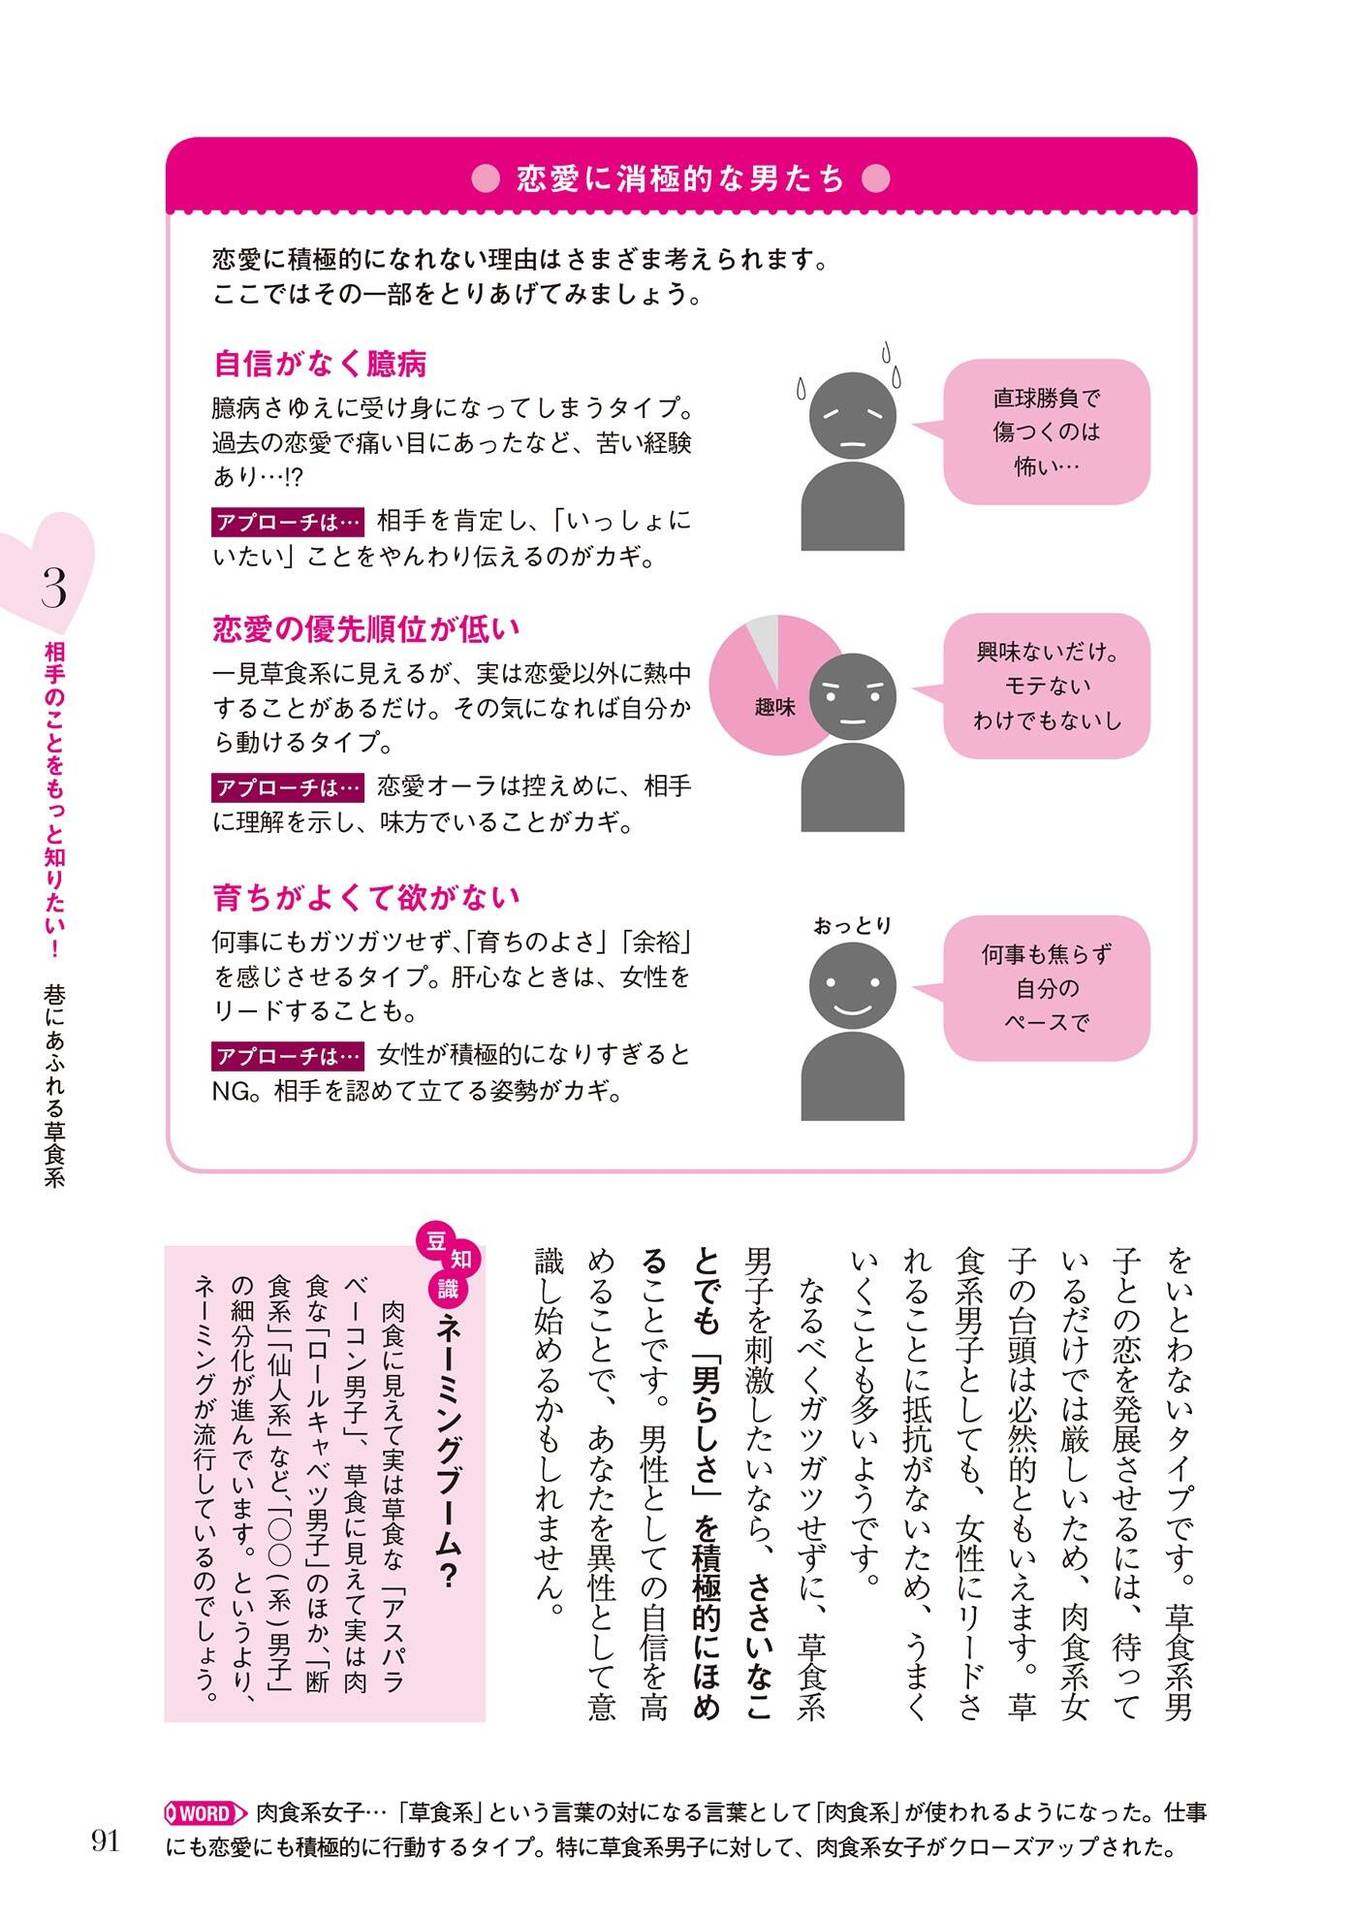 恋愛に消極的な男たち
恋愛に積極的になれない理由はさまざま考えられます。
ここではその一部をとりあげてみましょう。
自信がなく臆病
臆病さゆえに受け身になってしまうタイプ。
過去の恋愛で痛い目にあったなど、苦い経験
あり…!?
アプローチは… 相手を肯定し、「いっしょに
いたい」ことをやんわり伝えるのがカギ。
直球勝負で
傷つくのは
怖い…
恋愛の優先順位が低い
一見草食系に見えるが、実は恋愛以外に熱中
することがあるだけ。その気になれば自分か
ら動けるタイプ。
アプローチは… 恋愛オーラは控えめに、相手
に理解を示し、味方でいることがカギ。
趣味
興味ないだけ。
モテない
わけでもないし
育ちがよくて欲がない
何事にもガツガツせず、「育ちのよさ」「余裕」
を感じさせるタイプ。肝心なときは、女性を
リードすることも。
アプローチは… 女性が積極的になりすぎると
NG。相手を認めて立てる姿勢がカギ。
おっとり
何事も焦らず
自分の
ペースで
をいとわないタイプです。草食系男
子との恋を発展させるには、待って
いるだけでは厳しいため、肉食系女
子の台頭は必然的ともいえます。草
食系男子としても、女性にリードさ
れることに抵抗がないため、うまく
いくことも多いようです。
なるべくガツガツせずに、草食系
男子を刺激したいなら、ささいなこ
とでも「男らしさ」を積極的にほめ
ることです。男性としての自信を高
めることで、あなたを異性として意
識し始めるかもしれません。
豆知識
ネーミングブーム?
肉食に見えて実は草食な「アスパラ
ベーコン男子」、草食に見えて実は肉
食な「ロールキャベツ男子」のほか、「断
食系」「仙人系」など、「〇〇(系)男子」
の細分化が進んでいます。というより、
ネーミングが流行しているのでしょう。
WORD 肉食系女子…「草食系」という言葉の対になる言葉として「肉食系」が使われるようになった。仕事
にも恋愛にも積極的に行動するタイプ。特に草食系男子に対して、肉食系女子がクローズアップされた。
3
相手のことをもっと知りたい! 巷にあふれる草食系
91